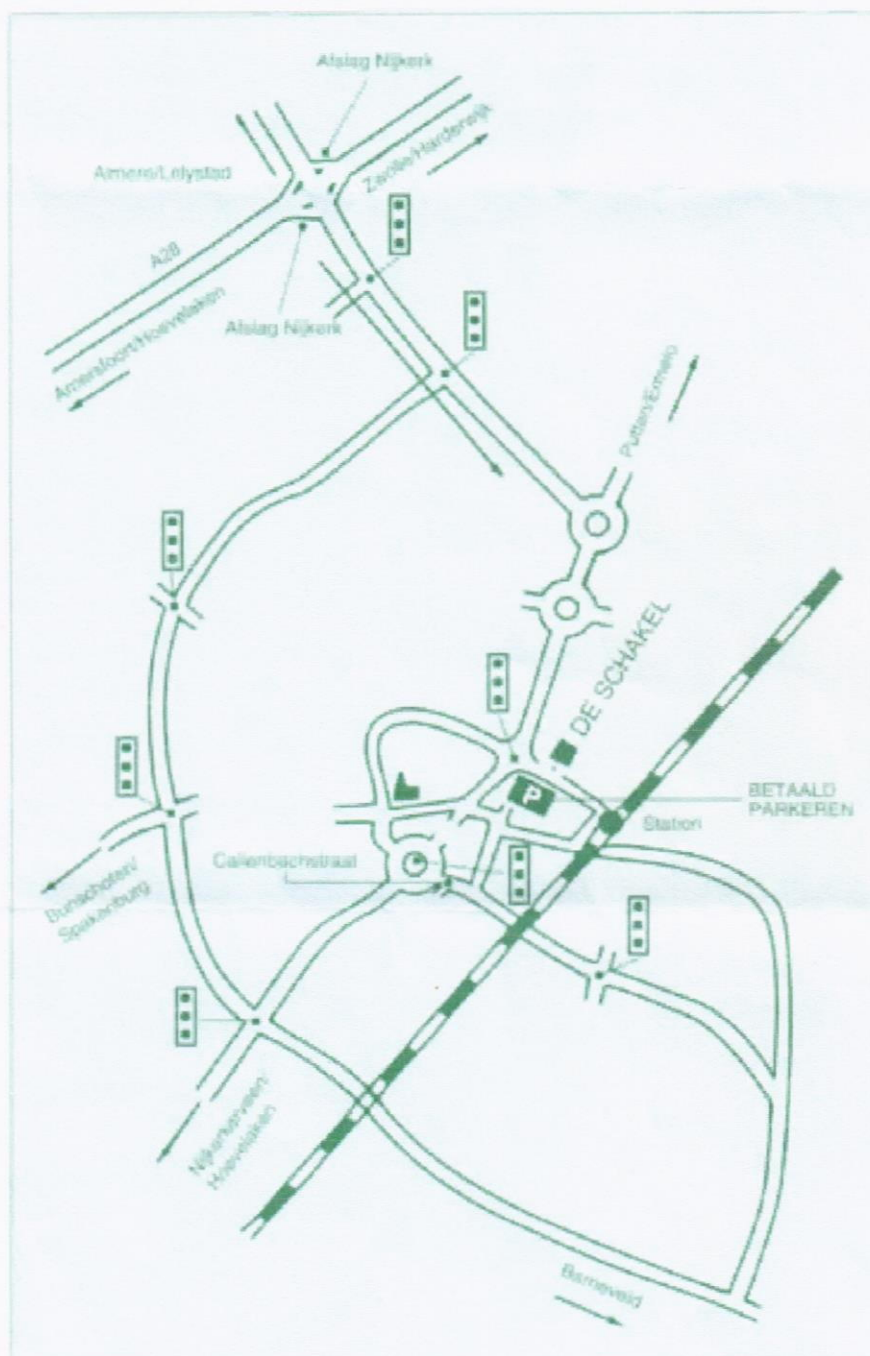 Afslag Nijkerk
Almere/Lelystad
Zwolle/Harderwijk
A28
Amersfoort/Hoevelaken
Afslag Nijkerk
Putten/Ermelo
DE SCHAKEL
P
BETAALD
PARKEREN
Station
Callenbachstraat
Bunschoten/
Spakenburg
Nijkerkerveen/
Hoevelaken
Barneveld